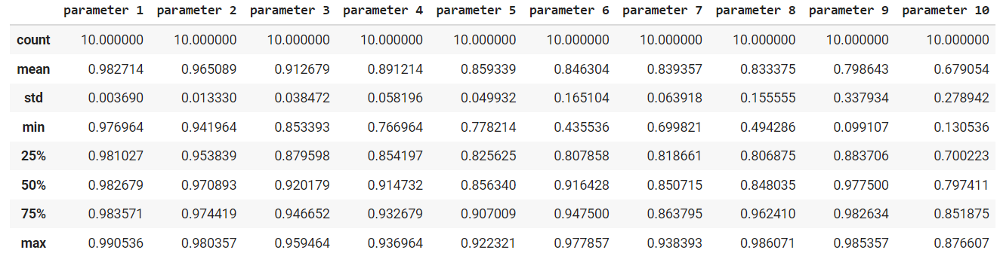 parameter 1 parameter 2 parameter 3 parameter 4 parameter 5 parameter 6 parameter 7 parameter 8 parameter 9 parameter 10
count 10.000000 10.000000 10.000000 10.000000 10.000000 10.000000 10.000000 10.000000 10.000000 10.000000
mean 0.982714 0.965089 0.912679 0.891214 0.859339 0.846304 0.839357 0.833375 0.798643 0.679054
std 0.003690 0.013330 0.038472 0.058196 0.049932 0.165104 0.063918 0.155555 0.337934 0.278942
min 0.976964 0.941964 0.853393 0.766964 0.778214 0.435536 0.699821 0.494286 0.099107 0.130536
25% 0.981027 0.953839 0.879598 0.854197 0.825625 0.807858 0.818661 0.806875 0.883706 0.700223
50% 0.982679 0.970893 0.920179 0.914732 0.856340 0.916428 0.850715 0.848035 0.977500 0.797411
75% 0.983571 0.974419 0.946652 0.932679 0.907009 0.947500 0.863795 0.962410 0.982634 0.851875
max 0.990536 0.980357 0.959464 0.936964 0.922321 0.977857 0.938393 0.986071 0.985357 0.876607